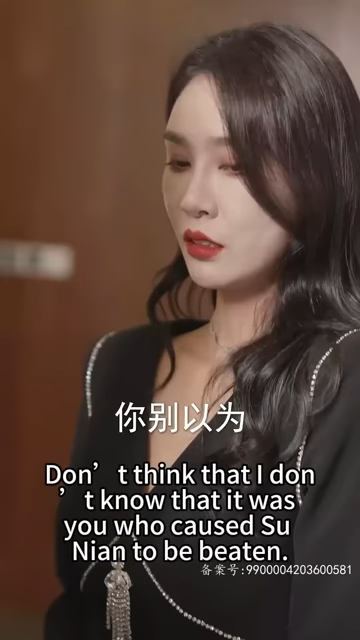 你别以为
Don’t think that I don
’t know that it was
you who caused Su
Nian to be beaten.
备案号:9900004203600581